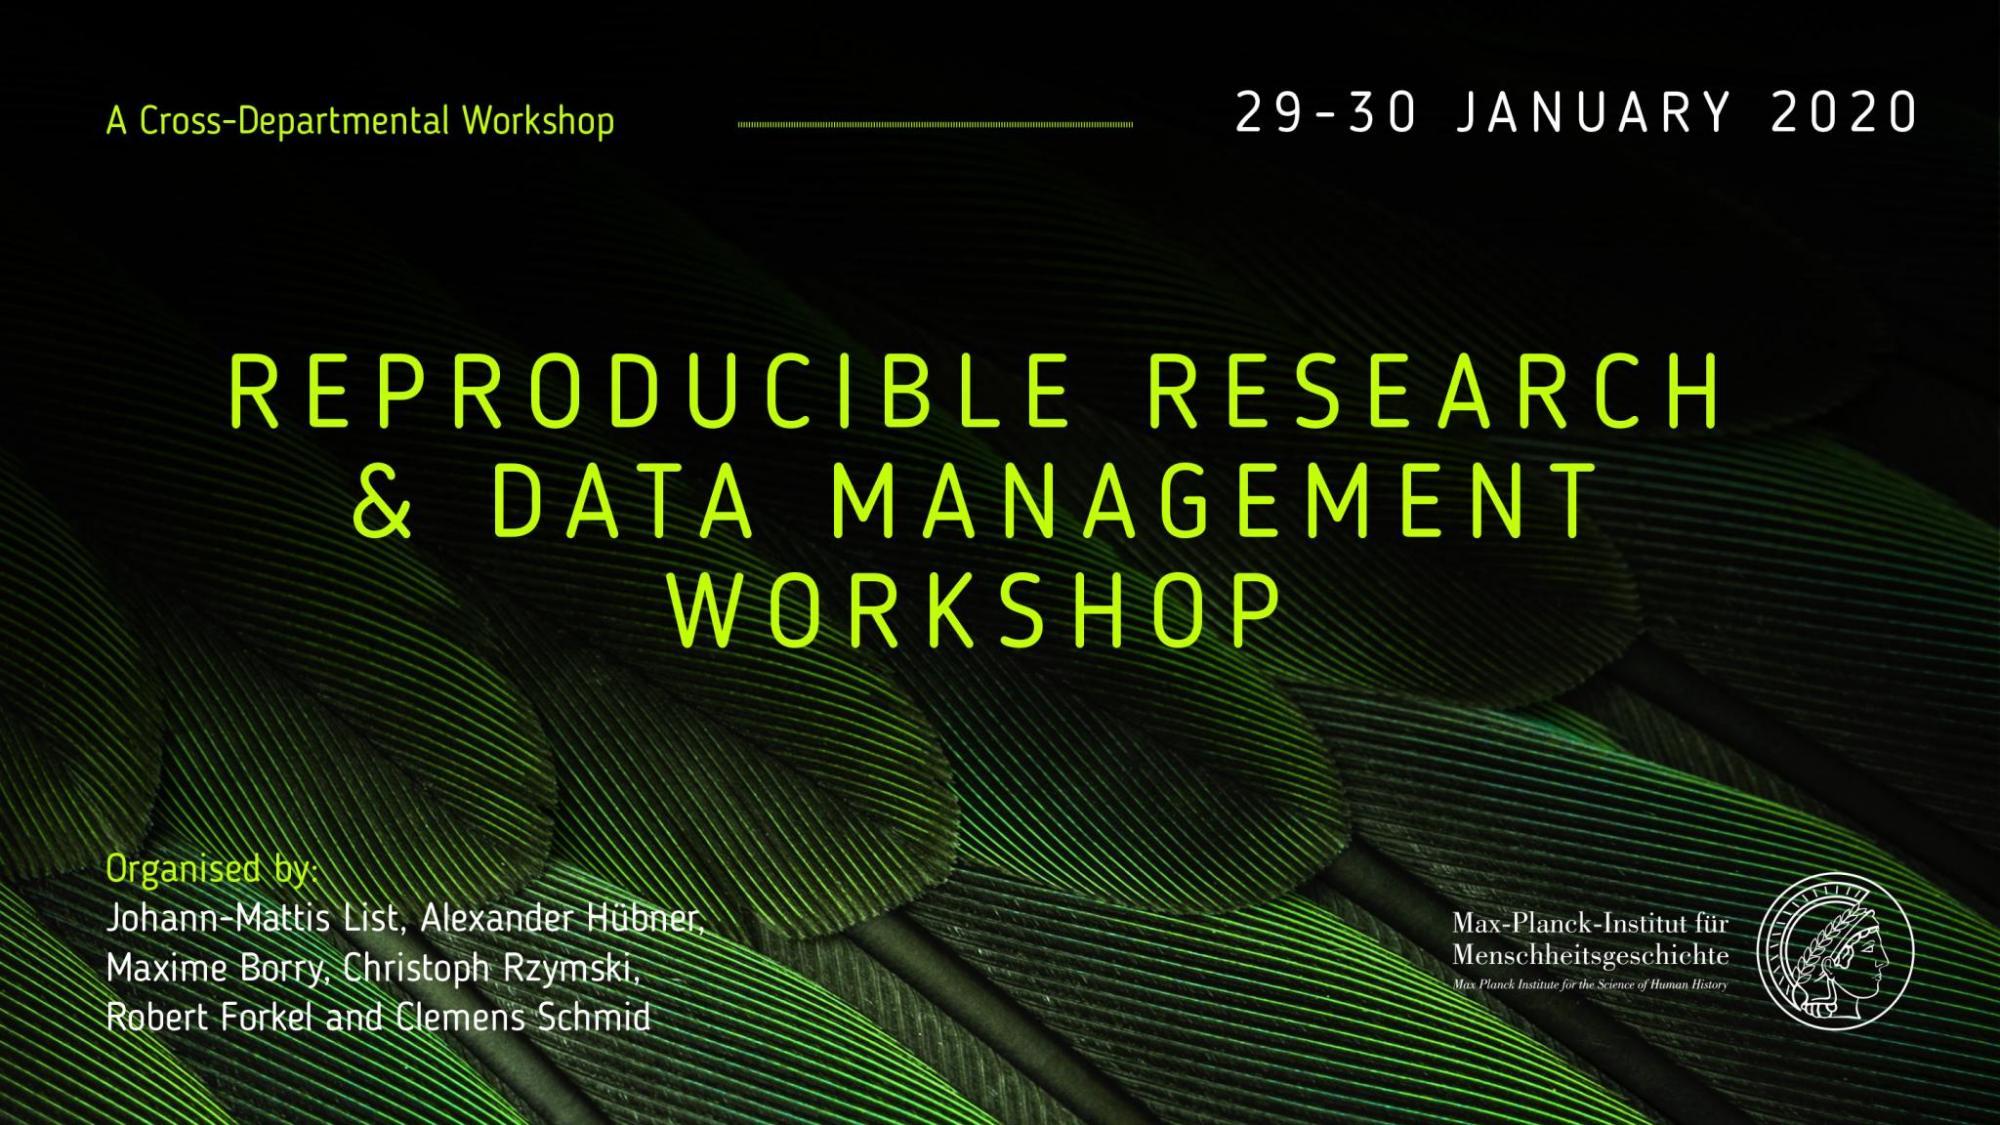 A Cross-Departmental Workshop
29-30 JANUARY 2020
REPRODUCIBLE RESEARCH
& DATA MANAGEMENT
WORKSHOP
Organised by:
Johann-Mattis List, Alexander Hübner,
Maxime Borry, Christoph Rzymski,
Robert Forkel and Clemens Schmid
Max-Planck-Institut für
Menschheitsgeschichte
Max Planck Institute for the Science of Human History